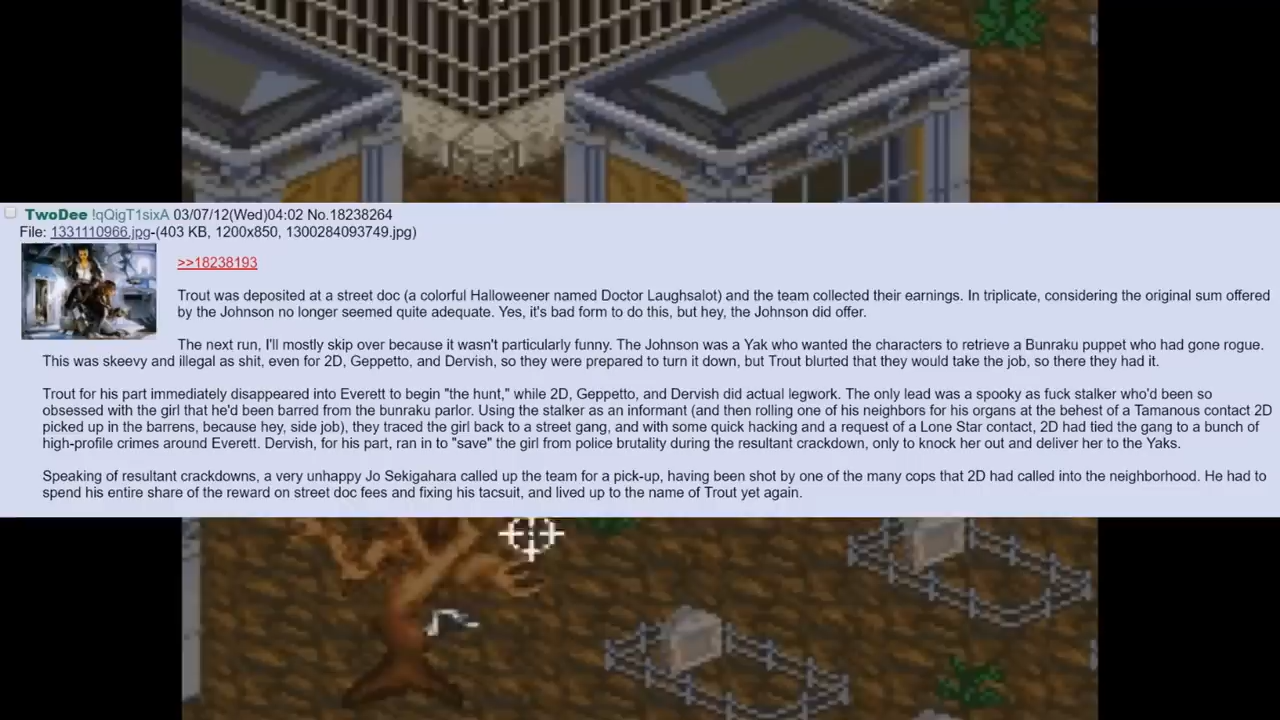 TwoDee !qQigT1sixA 03/07/12(Wed)04:02 No.18238264
File: 1331110966.jpg-(403 KB, 1200x850, 1300284093749.jpg)
>>18238193
Trout was deposited at a street doc (a colorful Halloweener named Doctor Laughsalot) and the team collected their earnings. In triplicate, considering the original sum offered
by the Johnson no longer seemed quite adequate. Yes, it's bad form to do this, but hey, the Johnson did offer.
The next run, I'll mostly skip over because it wasn't particularly funny. The Johnson was a Yak who wanted the characters to retrieve a Bunraku puppet who had gone rogue.
This was skeevy and illegal as shit, even for 2D, Geppetto, and Dervish, so they were prepared to turn it down, but Trout blurted that they would take the job, so there they had it.
Trout for his part immediately disappeared into Everett to begin "the hunt," while 2D, Geppetto, and Dervish did actual legwork. The only lead was a spooky as fuck stalker who'd been so
obsessed with the girl that he'd been barred from the bunraku parlor. Using the stalker as an informant (and then rolling one of his neighbors for his organs at the behest of a Tamanous contact 2D
picked up in the barrens, because hey, side job), they traced the girl back to a street gang, and with some quick hacking and a request of a Lone Star contact, 2D had tied the gang to a bunch of
high-profile crimes around Everett. Dervish, for his part, ran in to "save" the girl from police brutality during the resultant crackdown, only to knock her out and deliver her to the Yaks.
Speaking of resultant crackdowns, a very unhappy Jo Sekigahara called up the team for a pick-up, having been shot by one of the many cops that 2D had called into the neighborhood. He had to
spend his entire share of the reward on street doc fees and fixing his tacsuit, and lived up to the name of Trout yet again.